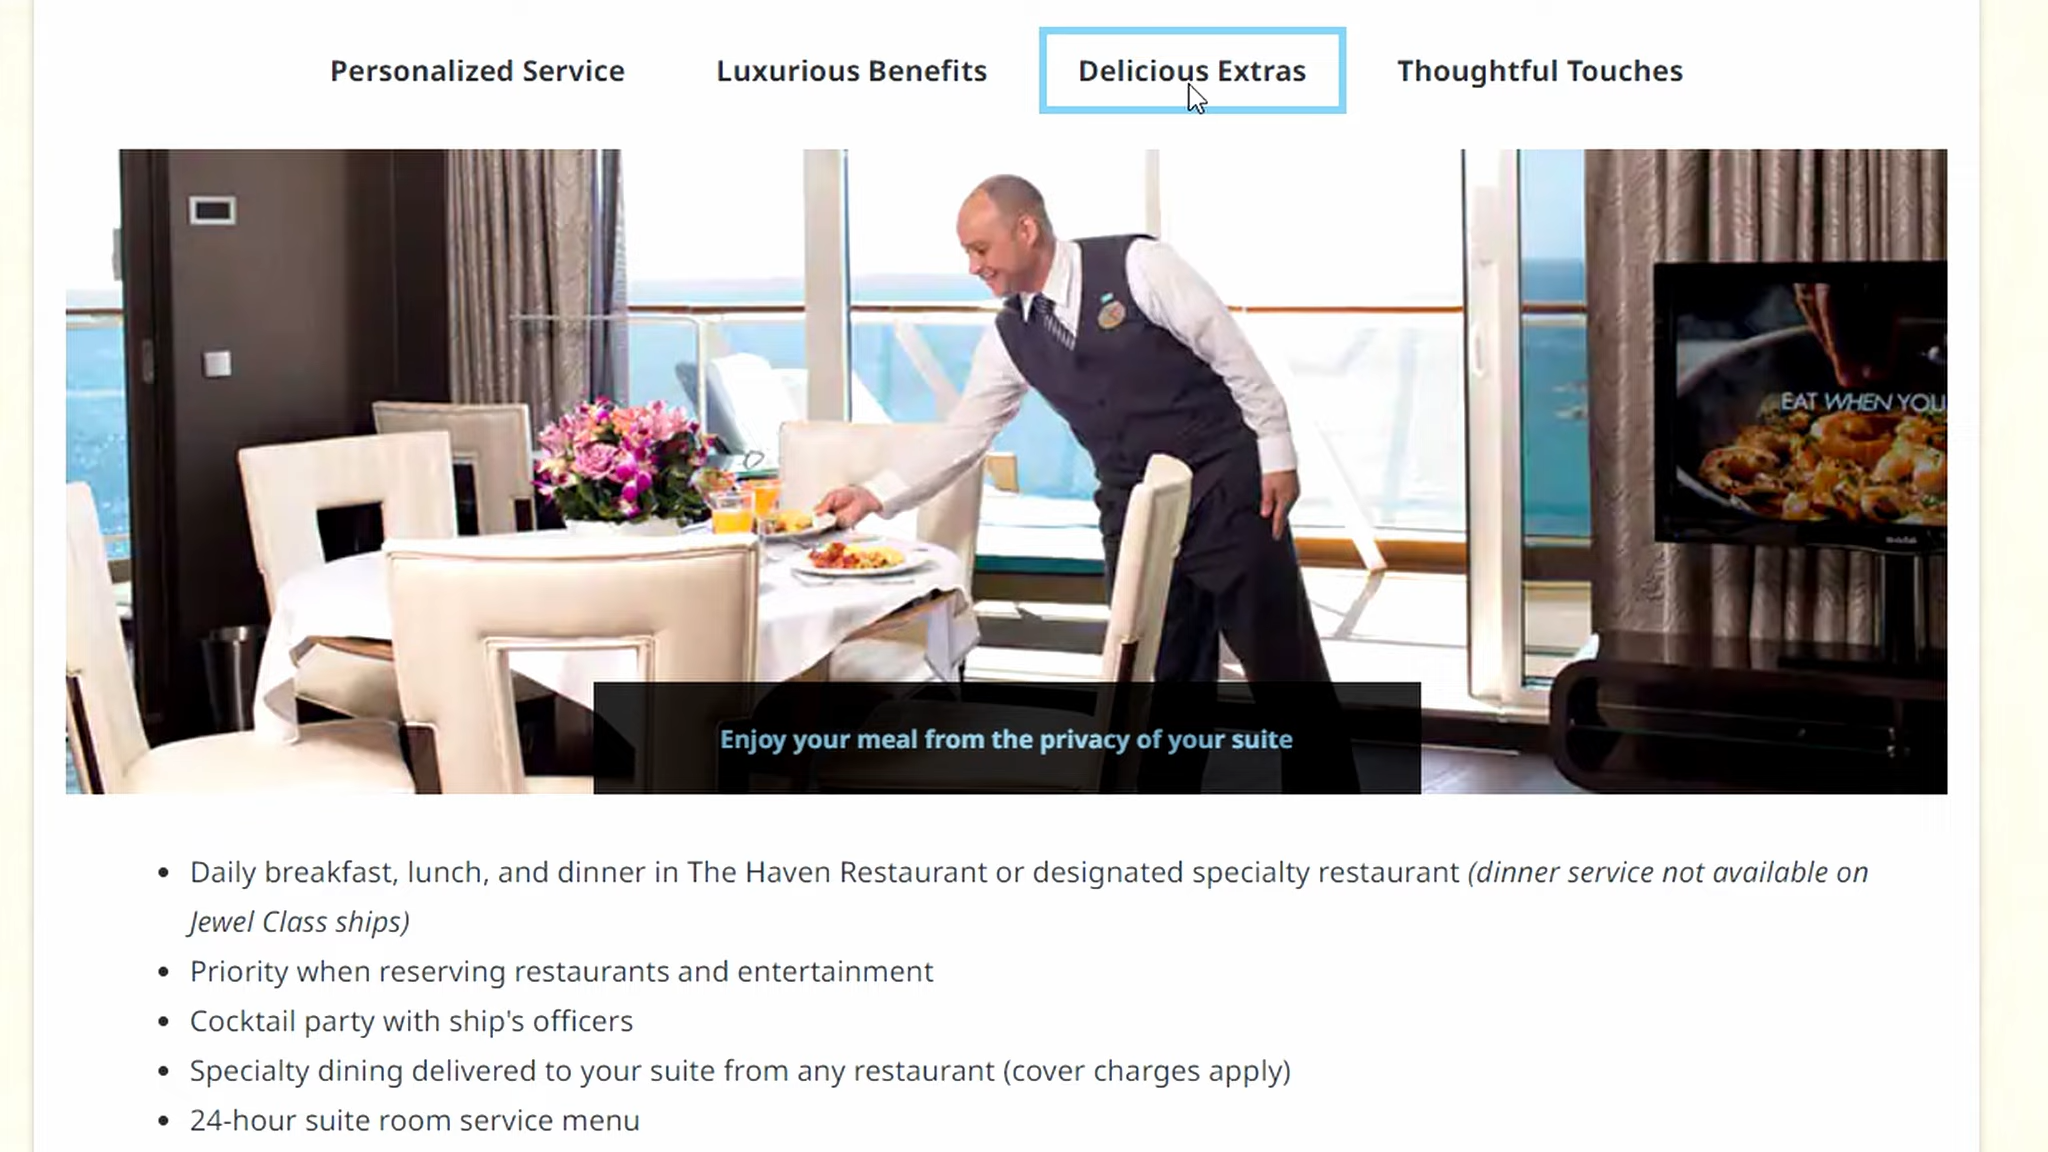 Personalized Service
Luxurious Benefits
Delicious Extras
Thoughtful Touches
EAT WHEN YOU
Enjoy your meal from the privacy of your suite
• Daily breakfast, lunch, and dinner in The Haven Restaurant or designated specialty restaurant (dinner service not available on
Jewel Class ships)
• Priority when reserving restaurants and entertainment
• Cocktail party with ship's officers
• Specialty dining delivered to your suite from any restaurant (cover charges apply)
• 24-hour suite room service menu